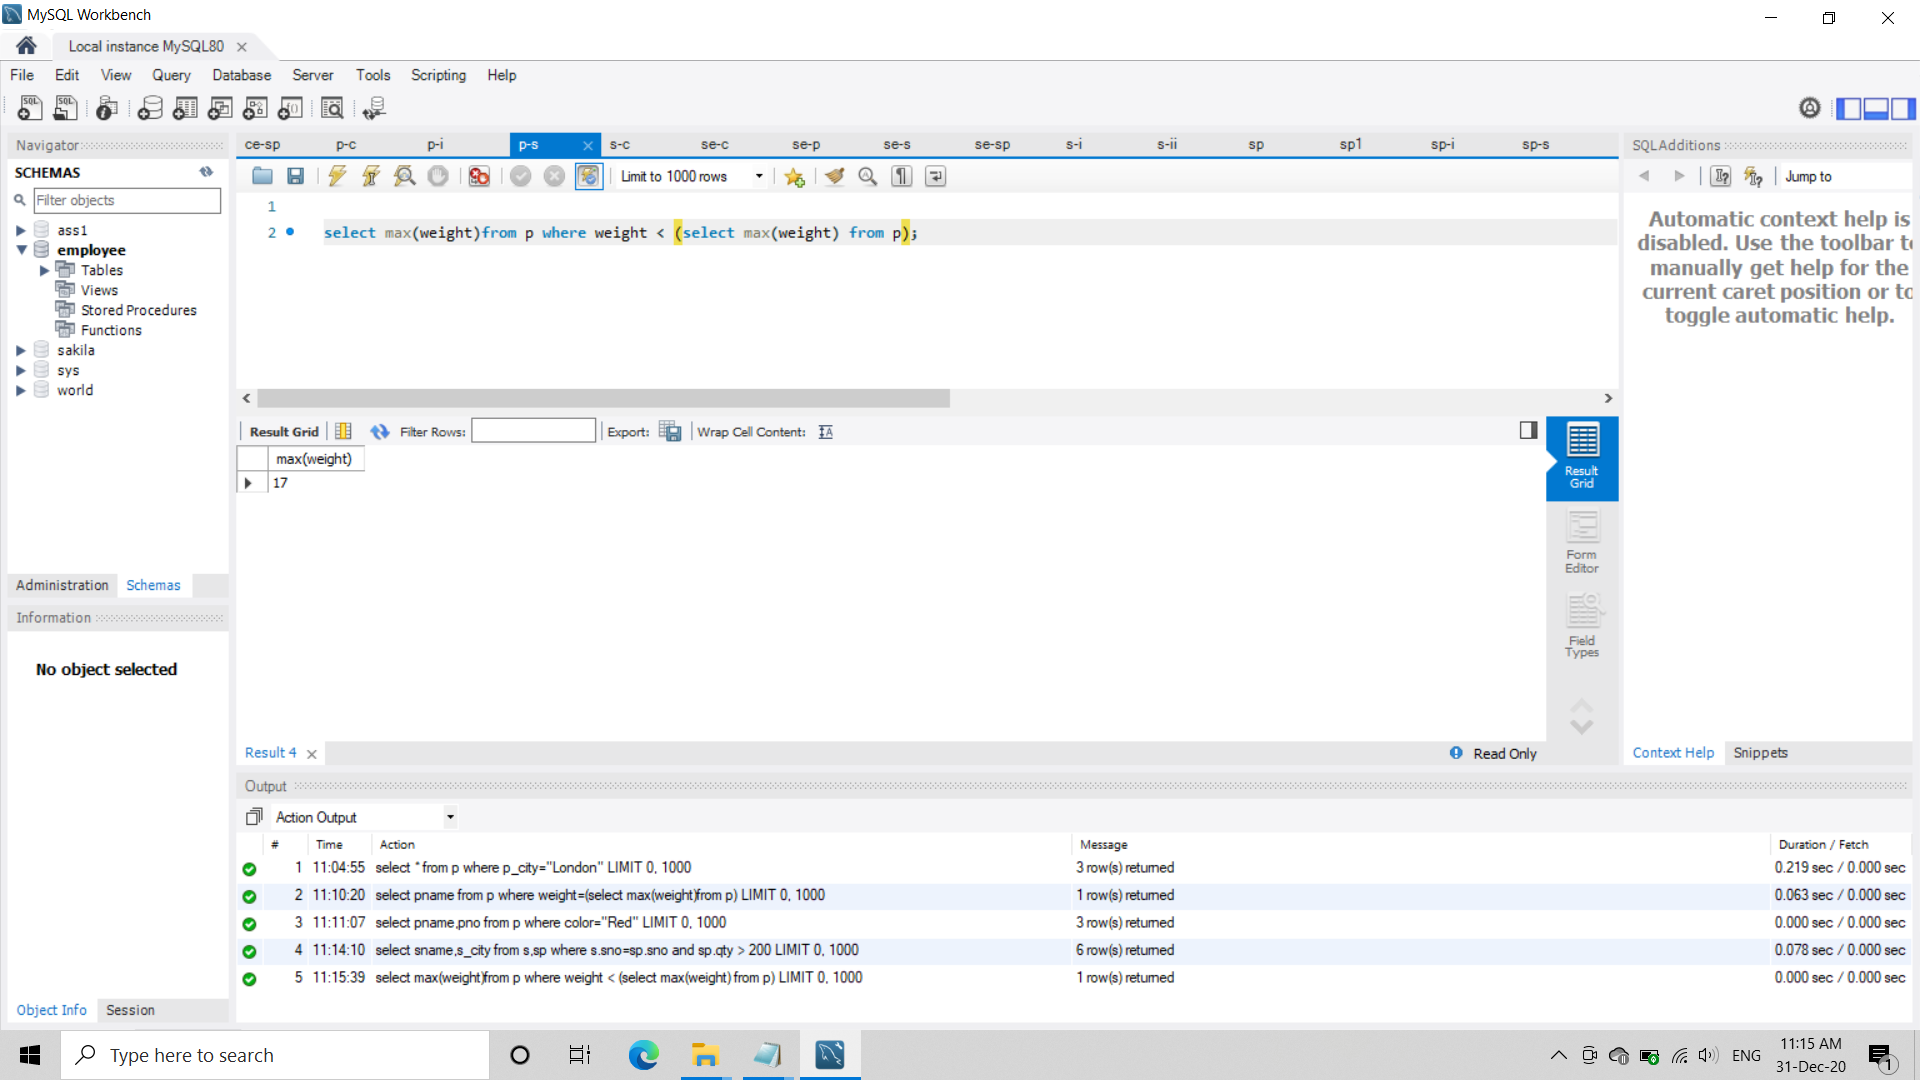 MySQL Workbench
Local instance MySQL80
File Edit View Query Database Server Tools Scripting Help
Navigator
SCHEMAS
Filter objects
ass1
employee
Tables
Views
Stored Procedures
Functions
sakila
sys
world
Administration Schemas
Information
No object selected
Object Info Session
ce-sp p-c p-i p-s s-c se-c se-p se-s se-sp s-i s-ii sp sp1 sp-i sp-s
Limit to 1000 rows
1
2 select max(weight)from p where weight < (select max(weight) from p);
Result Grid Filter Rows: Export: Wrap Cell Content:
max(weight)
17
Result
Grid
Form
Editor
Field
Types
Result 4
Read Only
SQLAdditions
Jump to
Automatic context help is
disabled. Use the toolbar to
manually get help for the
current caret position or to
toggle automatic help.
Context Help Snippets
Output
Action Output
# Time Action Message Duration / Fetch
1 11:04:55 select * from p where p_city="London" LIMIT 0, 1000 3 row(s) returned 0.219 sec / 0.000 sec
2 11:10:20 select pname from p where weight=(select max(weight)from p) LIMIT 0, 1000 1 row(s) returned 0.063 sec / 0.000 sec
3 11:11:07 select pname,pno from p where color="Red" LIMIT 0, 1000 3 row(s) returned 0.000 sec / 0.000 sec
4 11:14:10 select sname,s_city from s,sp where s.sno=sp.sno and sp.qty > 200 LIMIT 0, 1000 6 row(s) returned 0.078 sec / 0.000 sec
5 11:15:39 select max(weight)from p where weight < (select max(weight) from p) LIMIT 0, 1000 1 row(s) returned 0.000 sec / 0.000 sec
Type here to search
ENG
11:15 AM
31-Dec-20
1